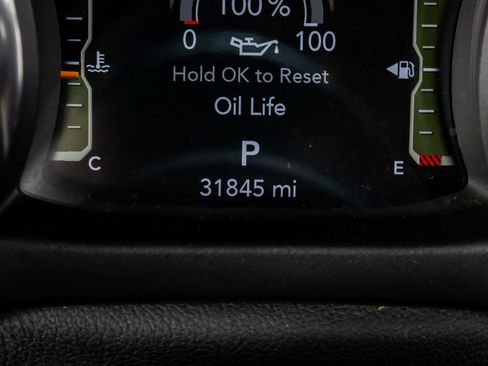 100%
0 100
Hold OK to Reset
Oil Life
P
C E
31845 mi